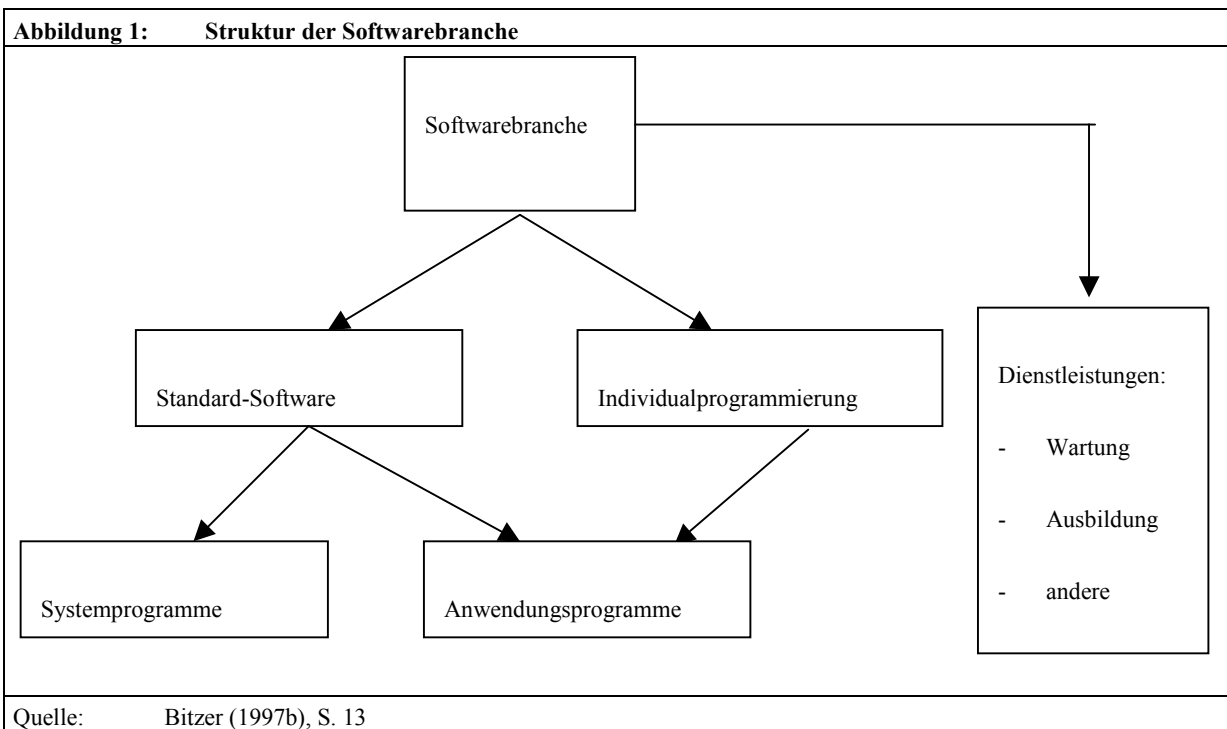 Abbildung 1: Struktur der Softwarebranche
Softwarebranche
Standard-Software
Individualprogrammierung
Dienstleistungen:
- Wartung
- Ausbildung
- andere
Systemprogramme
Anwendungsprogramme
Quelle: Bitzer (1997b), S. 13